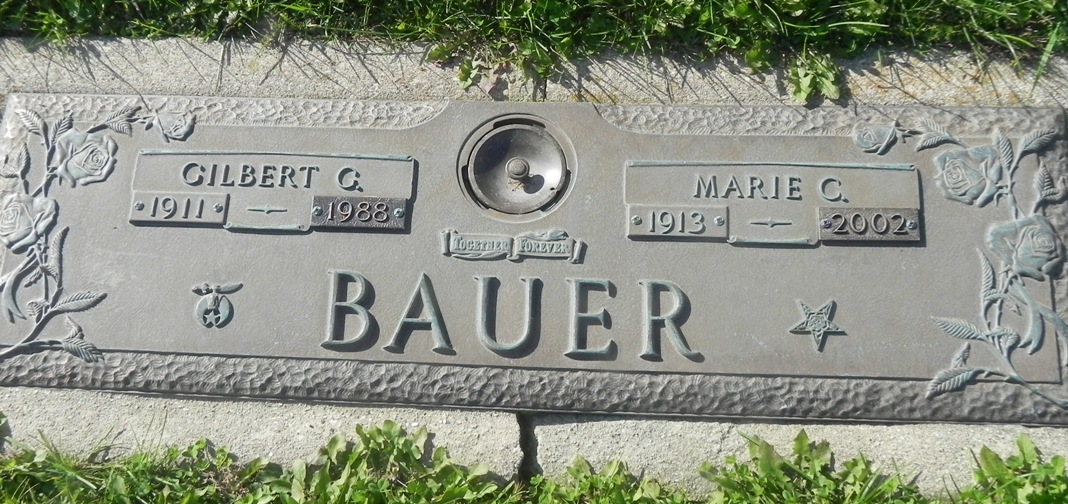 GILBERT G.
1911 - 1988
MARIE C.
1913 - 2002
TOGETHER FOREVER
BAUER